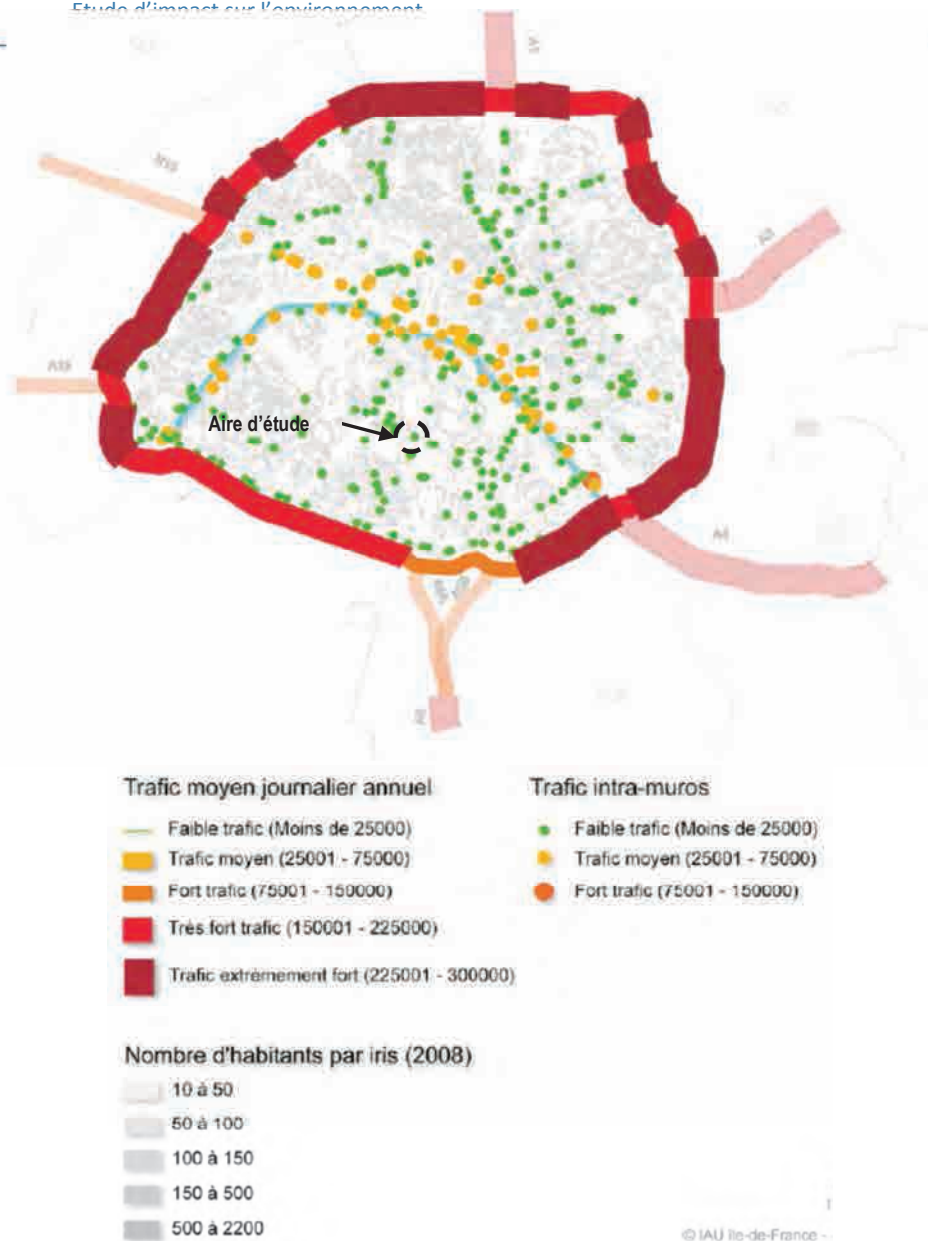 Etude d'impact sur l'environnement
A1
A3
A13
Aire d'étude
A4
Trafic moyen journalier annuel
Faible trafic (Moins de 25000)
Trafic moyen (25001 - 75000)
Fort trafic (75001 - 150000)
Très fort trafic (150001 - 225000)
Trafic extrèmement fort (225001 - 300000)
Trafic intra-muros
Faible trafic (Moins de 25000)
Trafic moyen (25001 - 75000)
Fort trafic (75001 - 150000)
Nombre d'habitants par iris (2008)
10 à 50
50 à 100
100 à 150
150 à 500
500 à 2200
© IAU île-de-France -